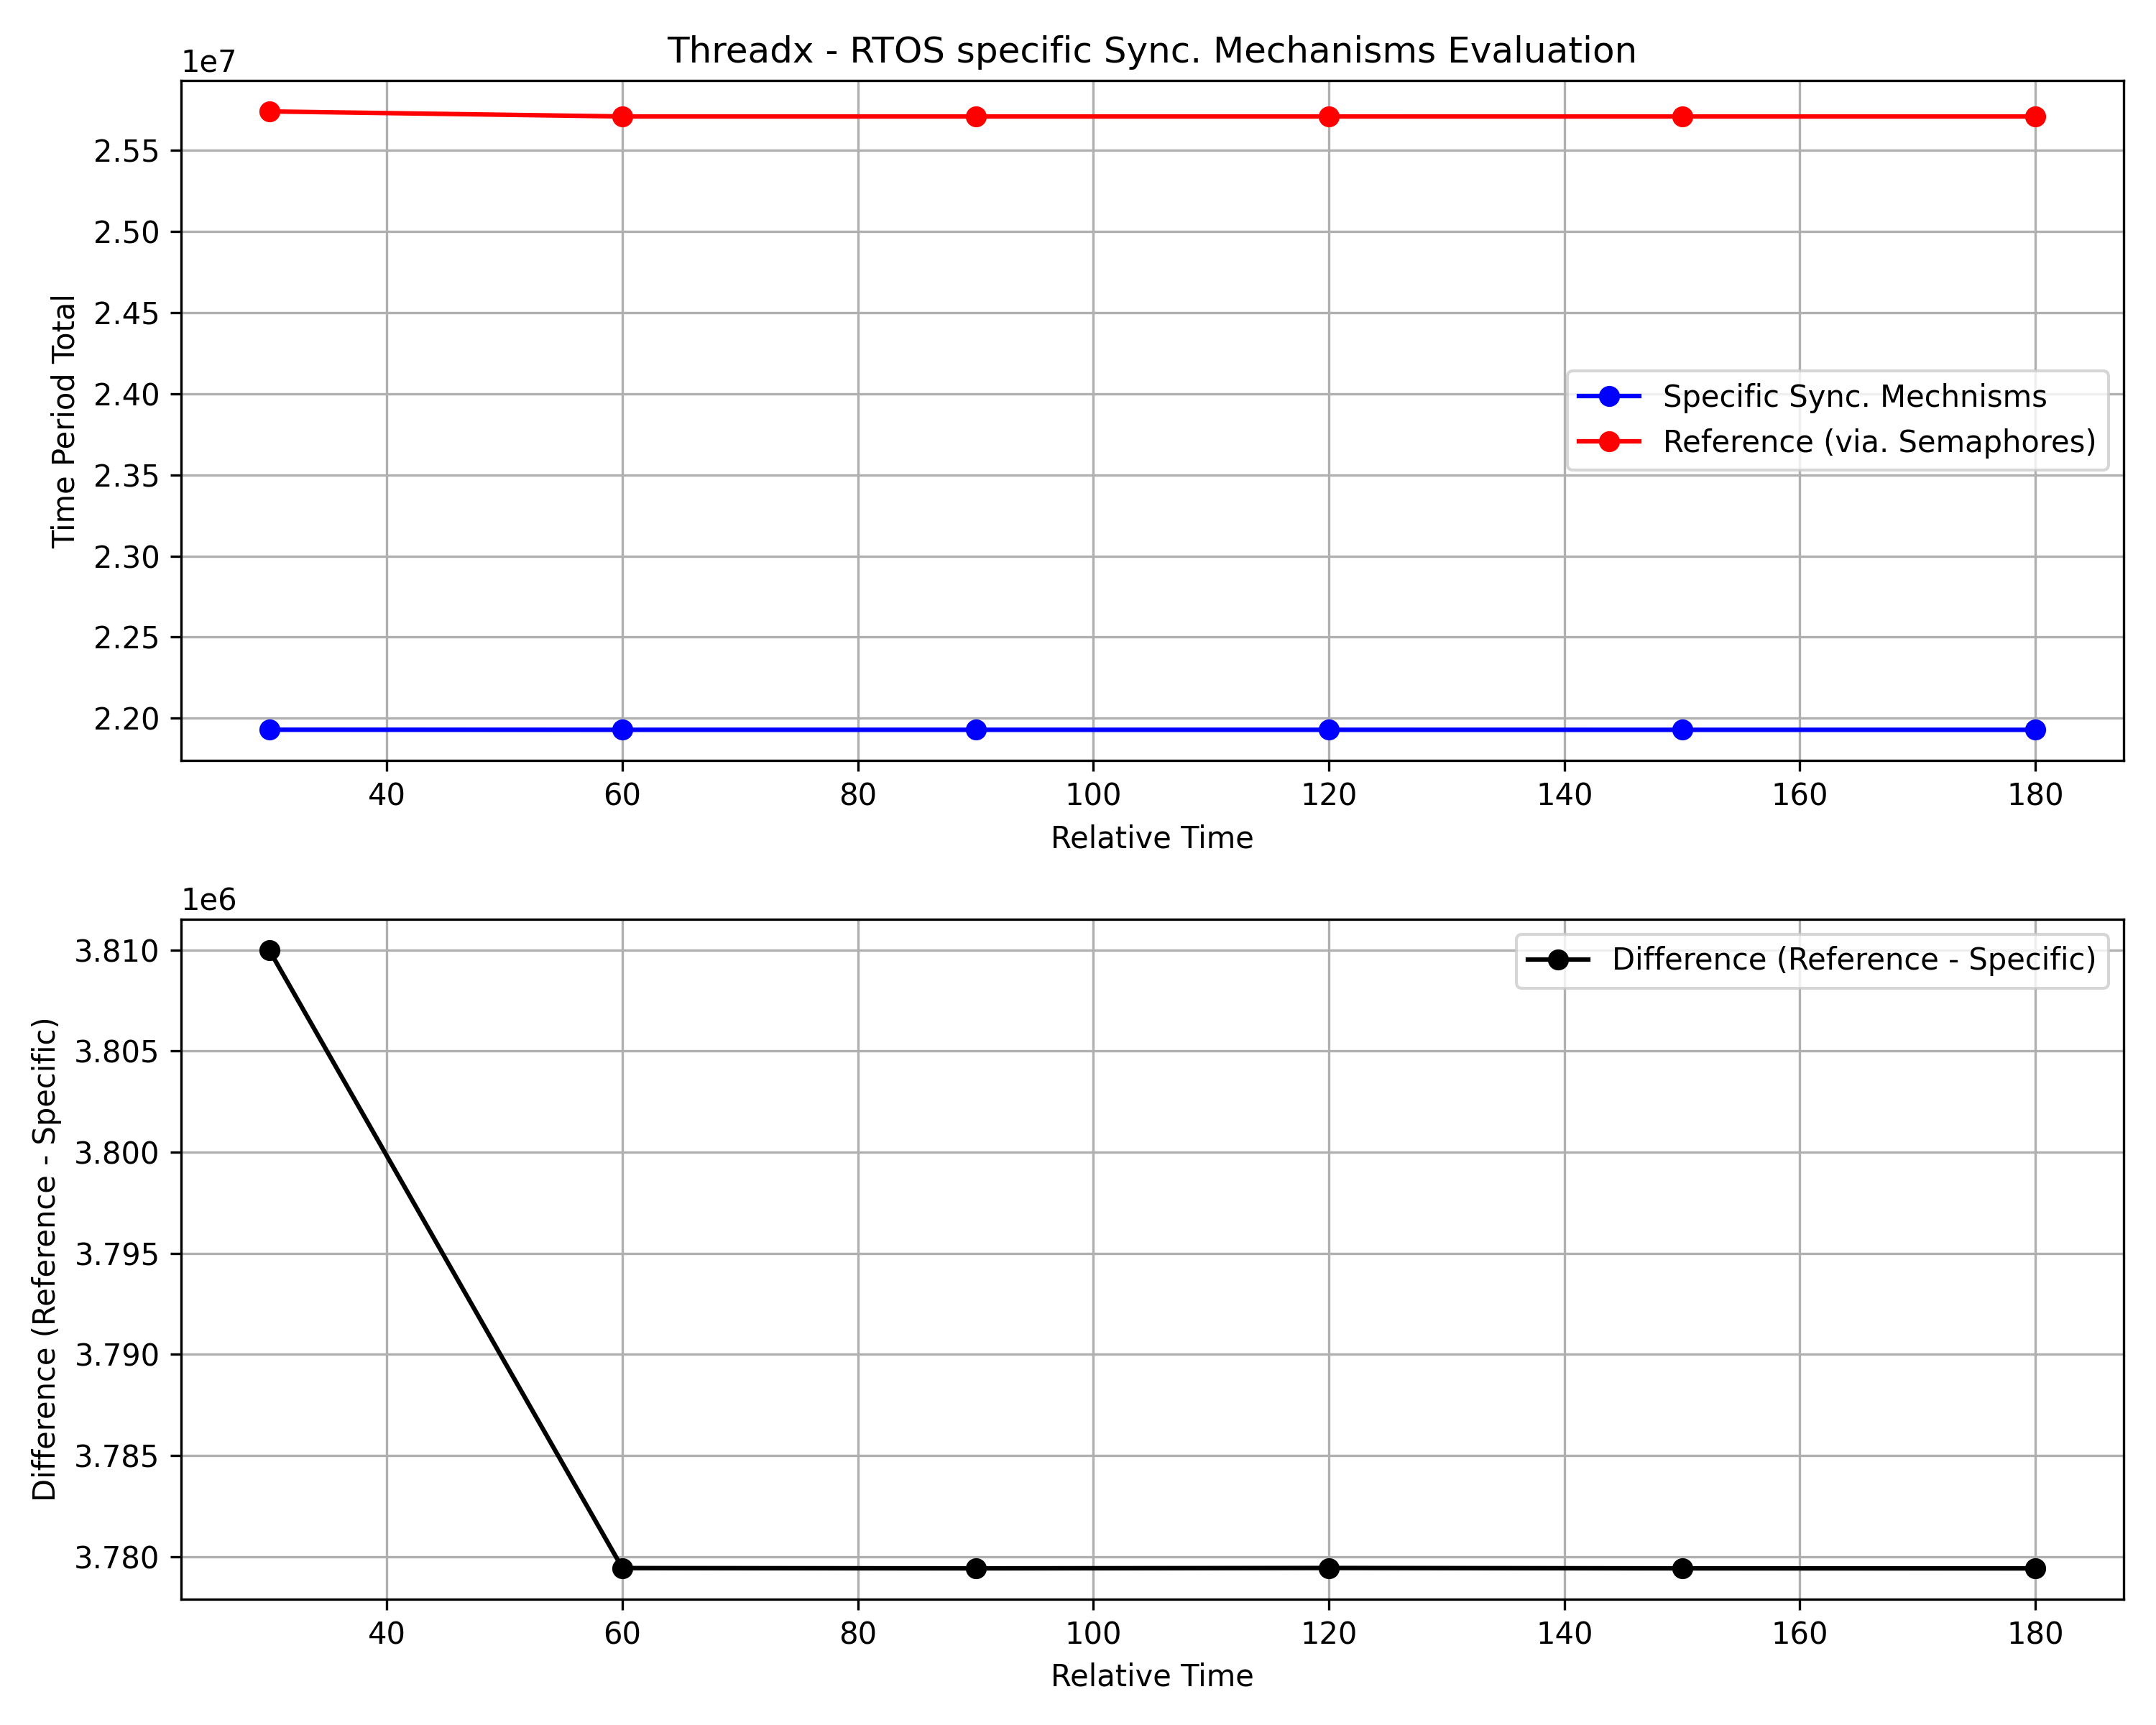 Threadx - RTOS specific Sync. Mechanisms Evaluation
1e7
2.55
2.50
2.45
2.40
2.35
2.30
2.25
2.20
Time Period Total
Specific Sync. Mechnisms
Reference (via. Semaphores)
40 60 80 100 120 140 160 180
Relative Time
1e6
3.810
3.805
3.800
3.795
3.790
3.785
3.780
Difference (Reference - Specific)
Difference (Reference - Specific)
40 60 80 100 120 140 160 180
Relative Time